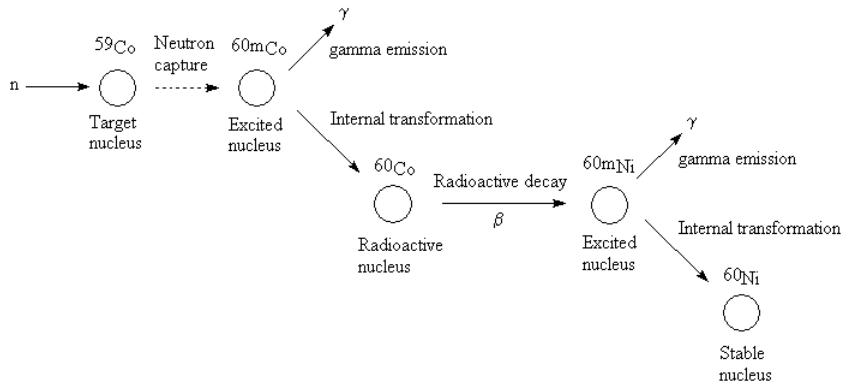 n
59Co
Target
nucleus
Neutron
capture
60mCo
Excited
nucleus
γ
gamma emission
Internal transformation
60Co
Radioactive
nucleus
Radioactive decay
β
60mNi
Excited
nucleus
γ
gamma emission
Internal transformation
60Ni
Stable
nucleus